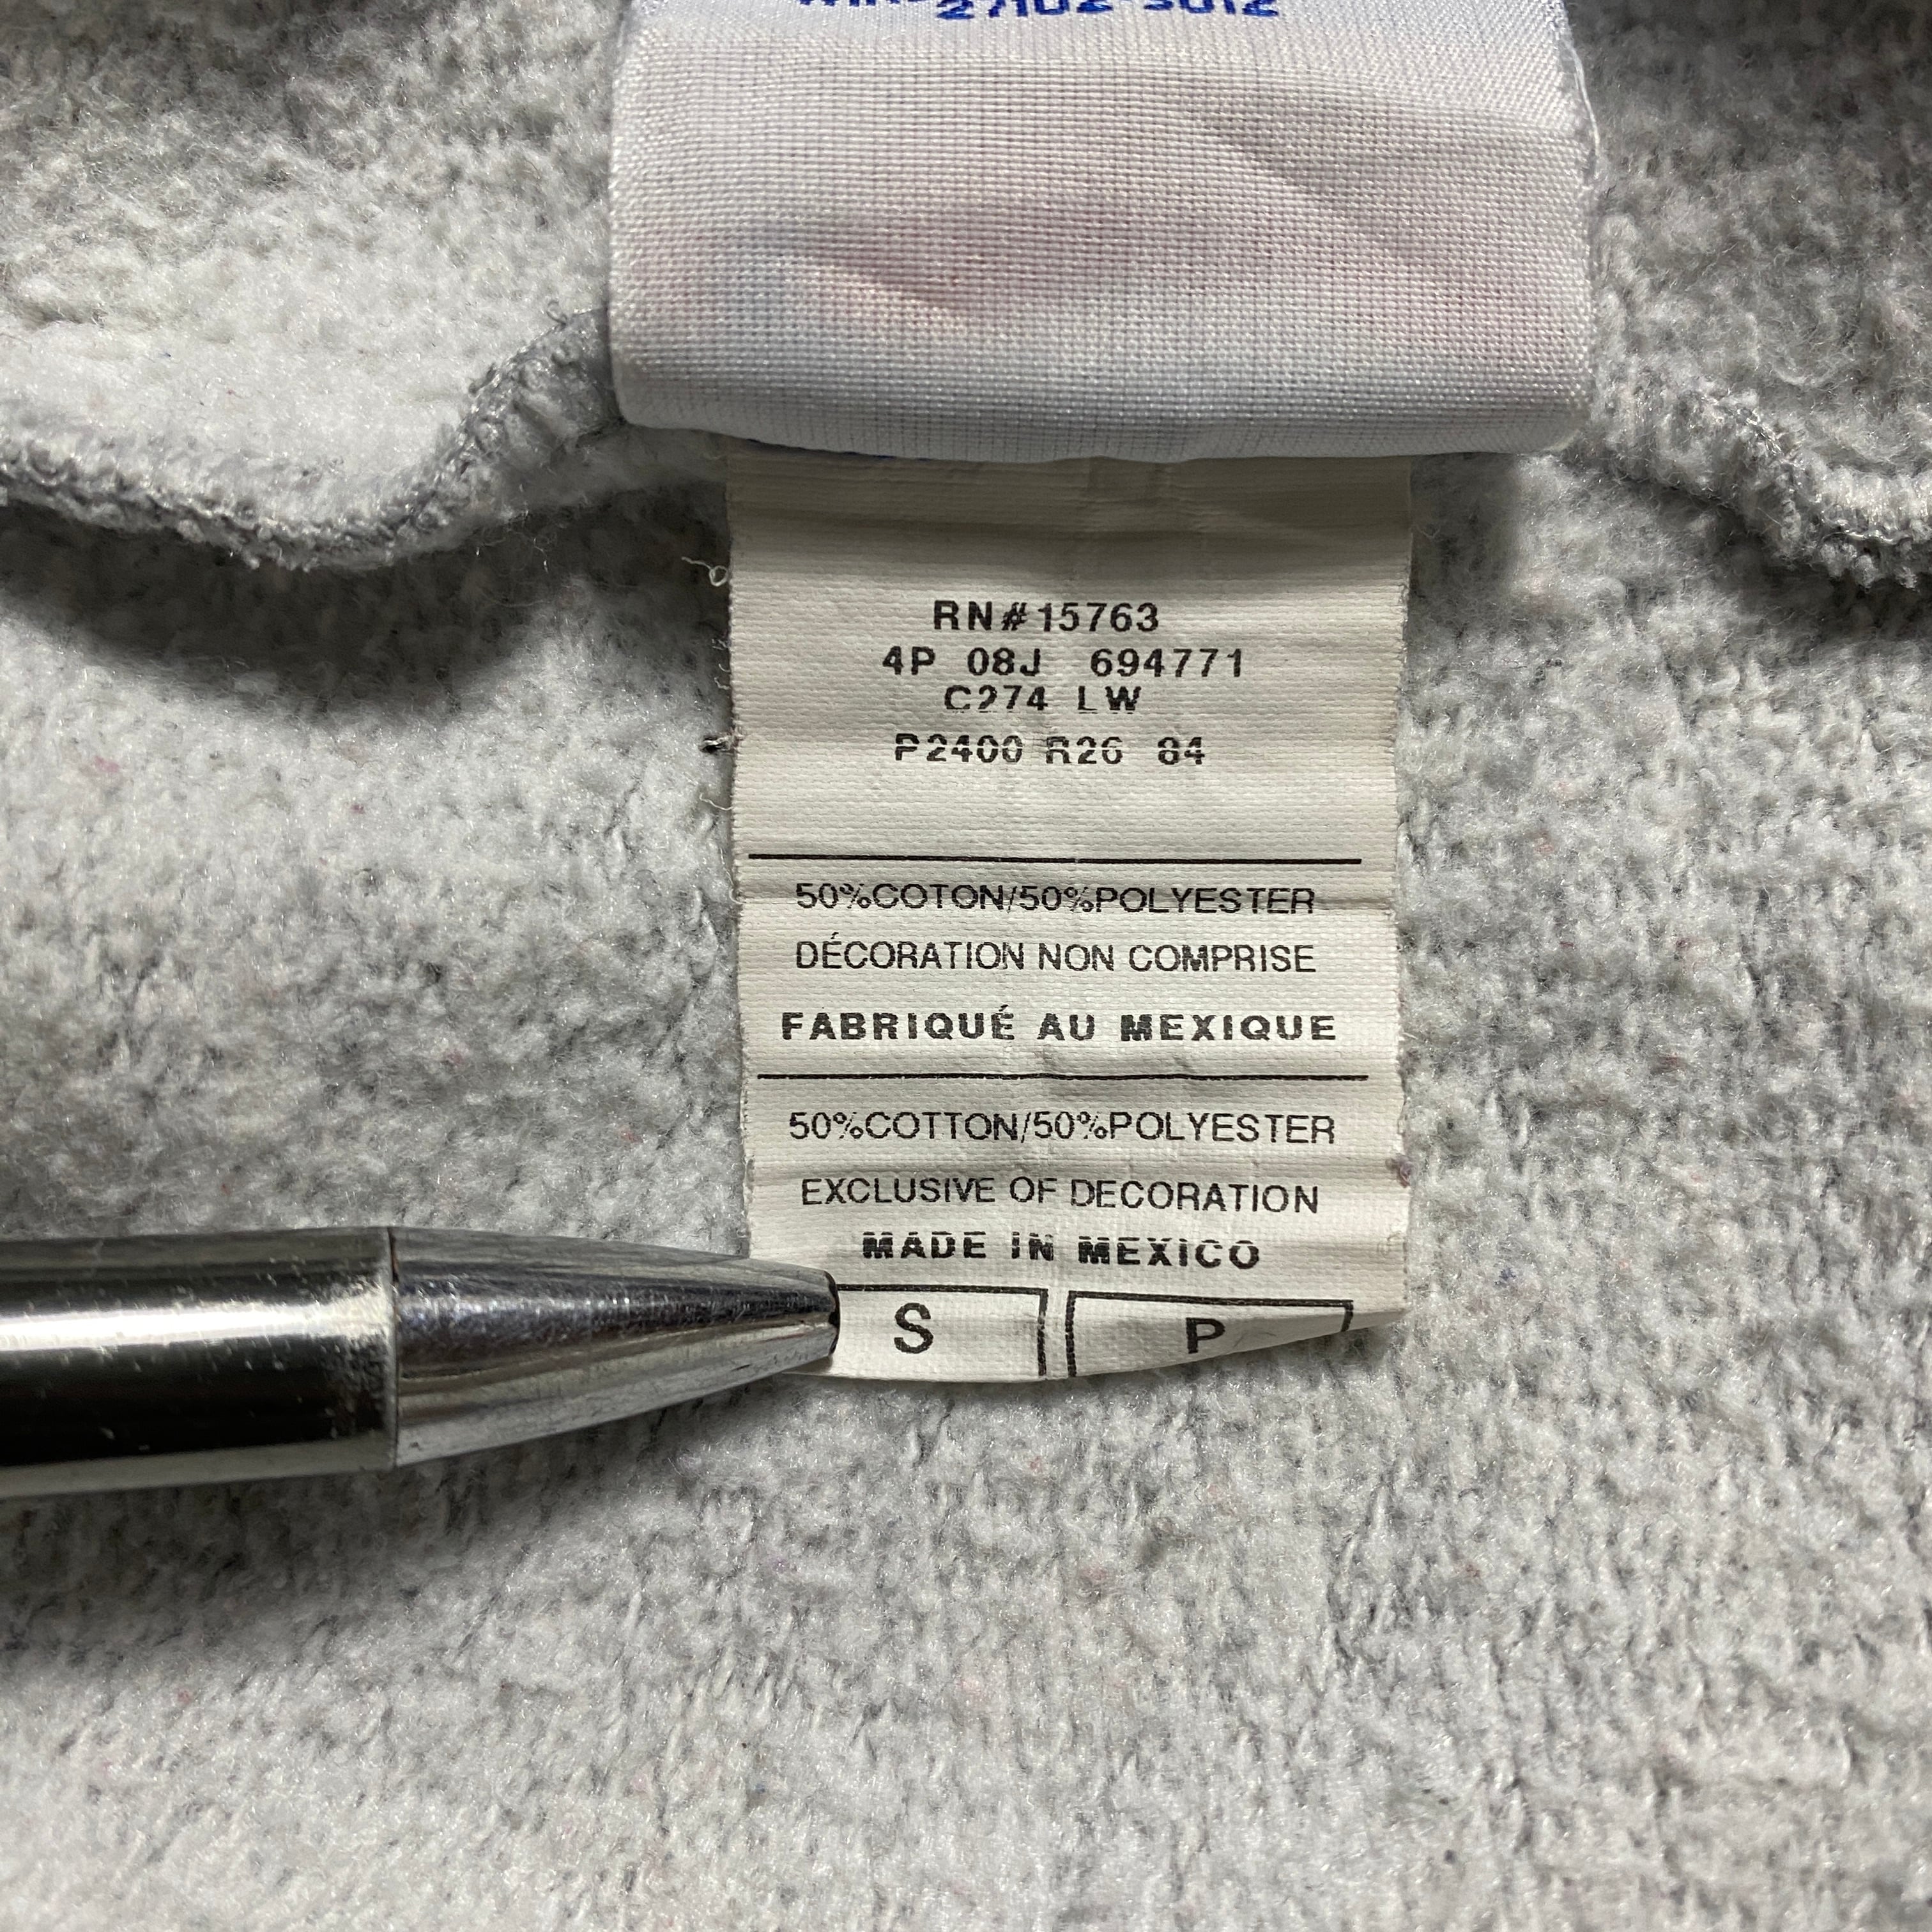 RN#15763
4P 08J 694771
C274 LW
P2400 R26 84
50%COTON/50%POLYESTER
DÉCORATION NON COMPRISE
FABRIQUÉ AU MEXIQUE
50%COTTON/50%POLYESTER
EXCLUSIVE OF DECORATION
MADE IN MEXICO
S P